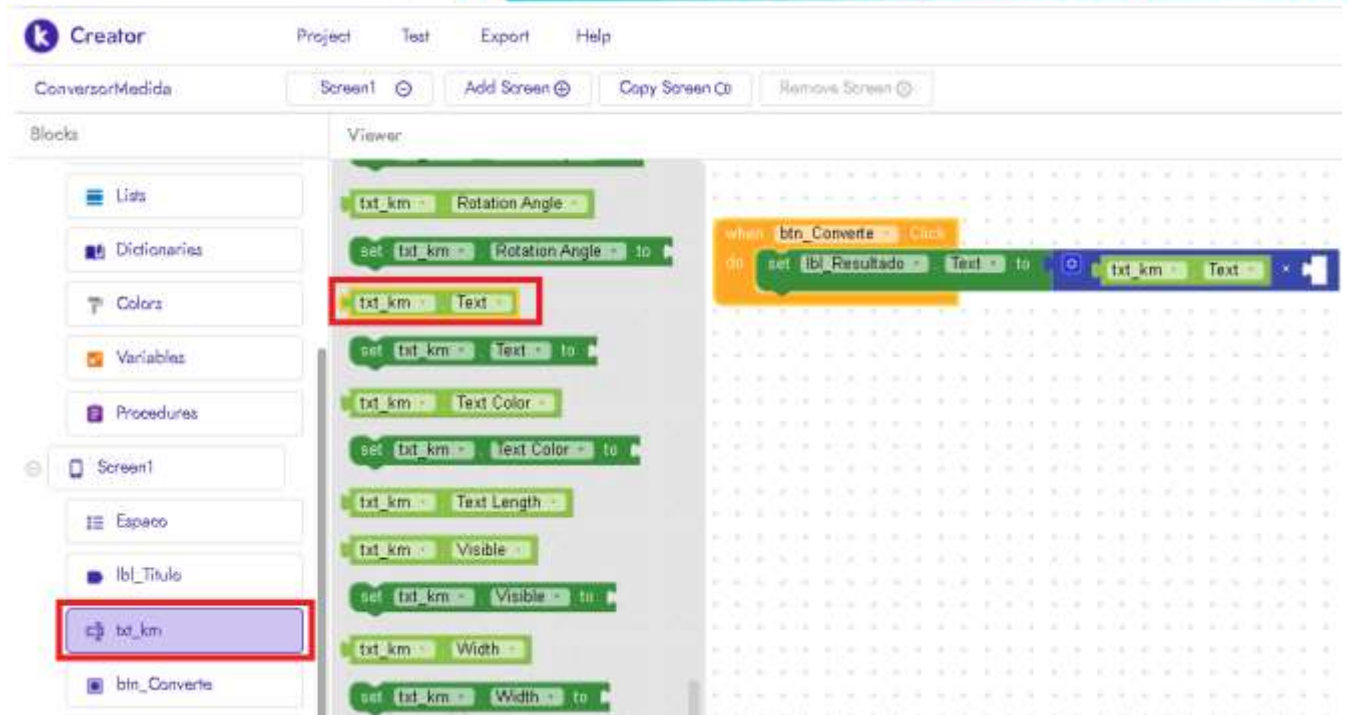 Creator Project Test Export Help
ConversorMedida Screen1 Add Screen Copy Screen Remove Screen
Blocks Viewer
Lists
Dictionaries
Colors
Variables
Procedures
Screen1
Espaco
lbl_Titulo
txt_km
btn_Converte
txt_km Rotation Angle
set txt_km . Rotation Angle to
txt_km Text
set txt_km . Text to
txt_km Text Color
set txt_km . Text Color to
txt_km Text Length
txt_km Visible
set txt_km . Visible to
txt_km Width
set txt_km . Width to
when btn_Converte Click
do set lbl_Resultado . Text to txt_km Text ×